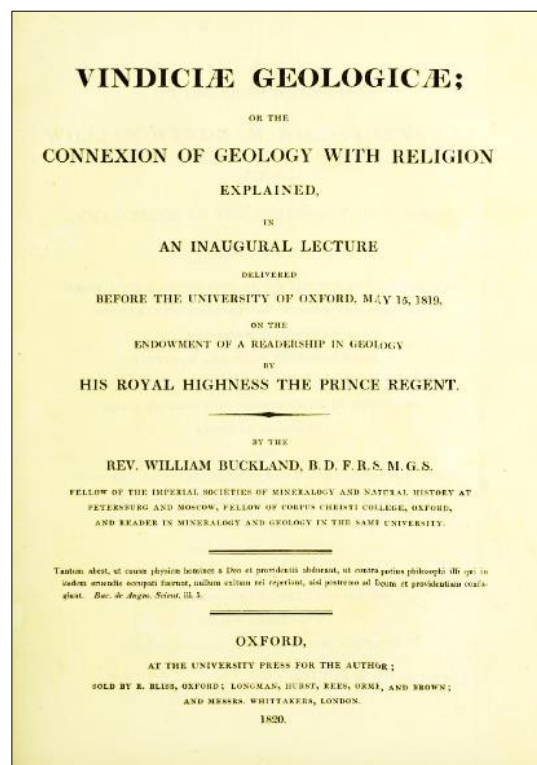 VINDICIÆ GEOLOGICÆ;
OR THE
CONNEXION OF GEOLOGY WITH RELIGION
EXPLAINED,
IN
AN INAUGURAL LECTURE
DELIVERED
BEFORE THE UNIVERSITY OF OXFORD, MAY 15, 1819,
ON THE
ENDOWMENT OF A READERSHIP IN GEOLOGY
BY
HIS ROYAL HIGHNESS THE PRINCE REGENT.
BY THE
REV. WILLIAM BUCKLAND, B. D. F. R. S. M. G. S.
FELLOW OF THE IMPERIAL SOCIETIES OF MINERALOGY AND NATURAL HISTORY AT
PETERSBURG AND MOSCOW, FELLOW OF CORPUS CHRISTI COLLEGE, OXFORD,
AND READER IN MINERALOGY AND GEOLOGY IN THE SAME UNIVERSITY.
Tantum abest, ut causæ physicæ homines a Deo et providentia abducant, ut contra potius philosophi illi qui in
iisdem eruendis occupati fuerunt, nullum exitum rei reperiant, nisi postremo ad Deum et providentiam confu-
giant. Bac. de Augm. Scient. iii. 5.
OXFORD,
AT THE UNIVERSITY PRESS FOR THE AUTHOR;
SOLD BY R. BLISS, OXFORD; LONGMAN, HURST, REES, ORME, AND BROWN;
AND MESSRS. WHITTAKERS, LONDON.
1820.